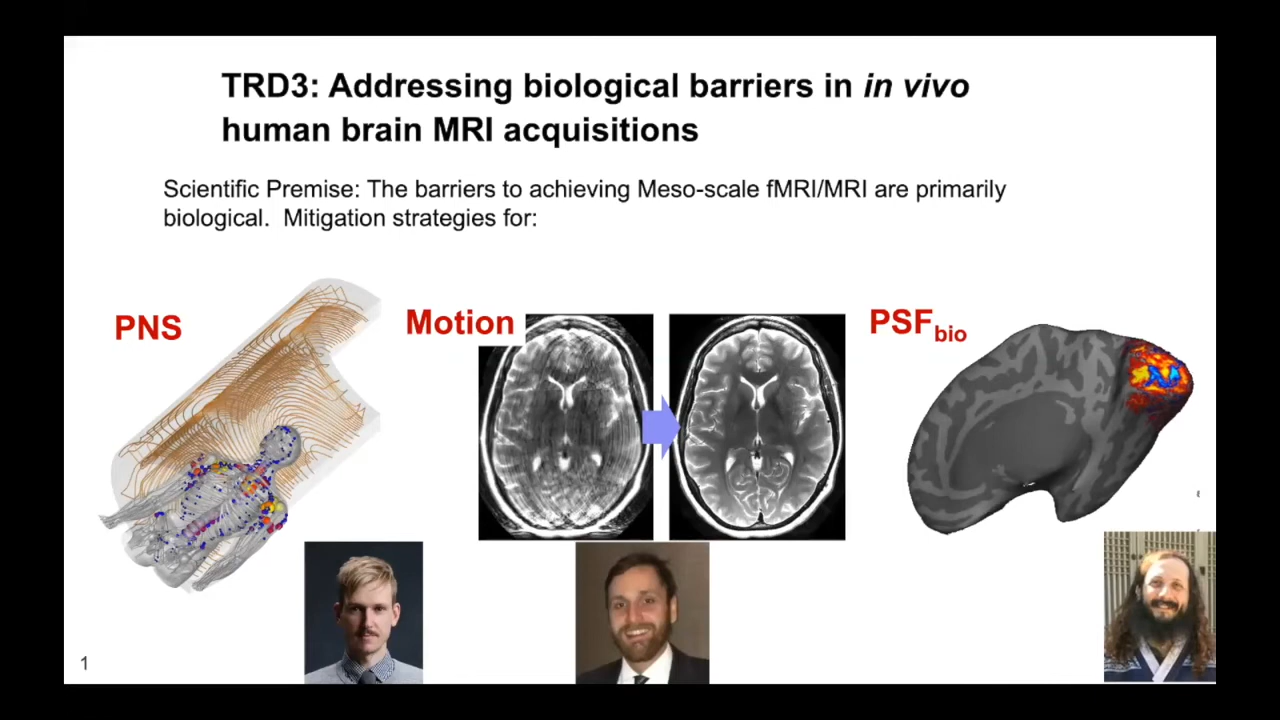 TRD3: Addressing biological barriers in in vivo
human brain MRI acquisitions
Scientific Premise: The barriers to achieving Meso-scale fMRI/MRI are primarily
biological.  Mitigation strategies for:
PNS
Motion
PSFbio
1